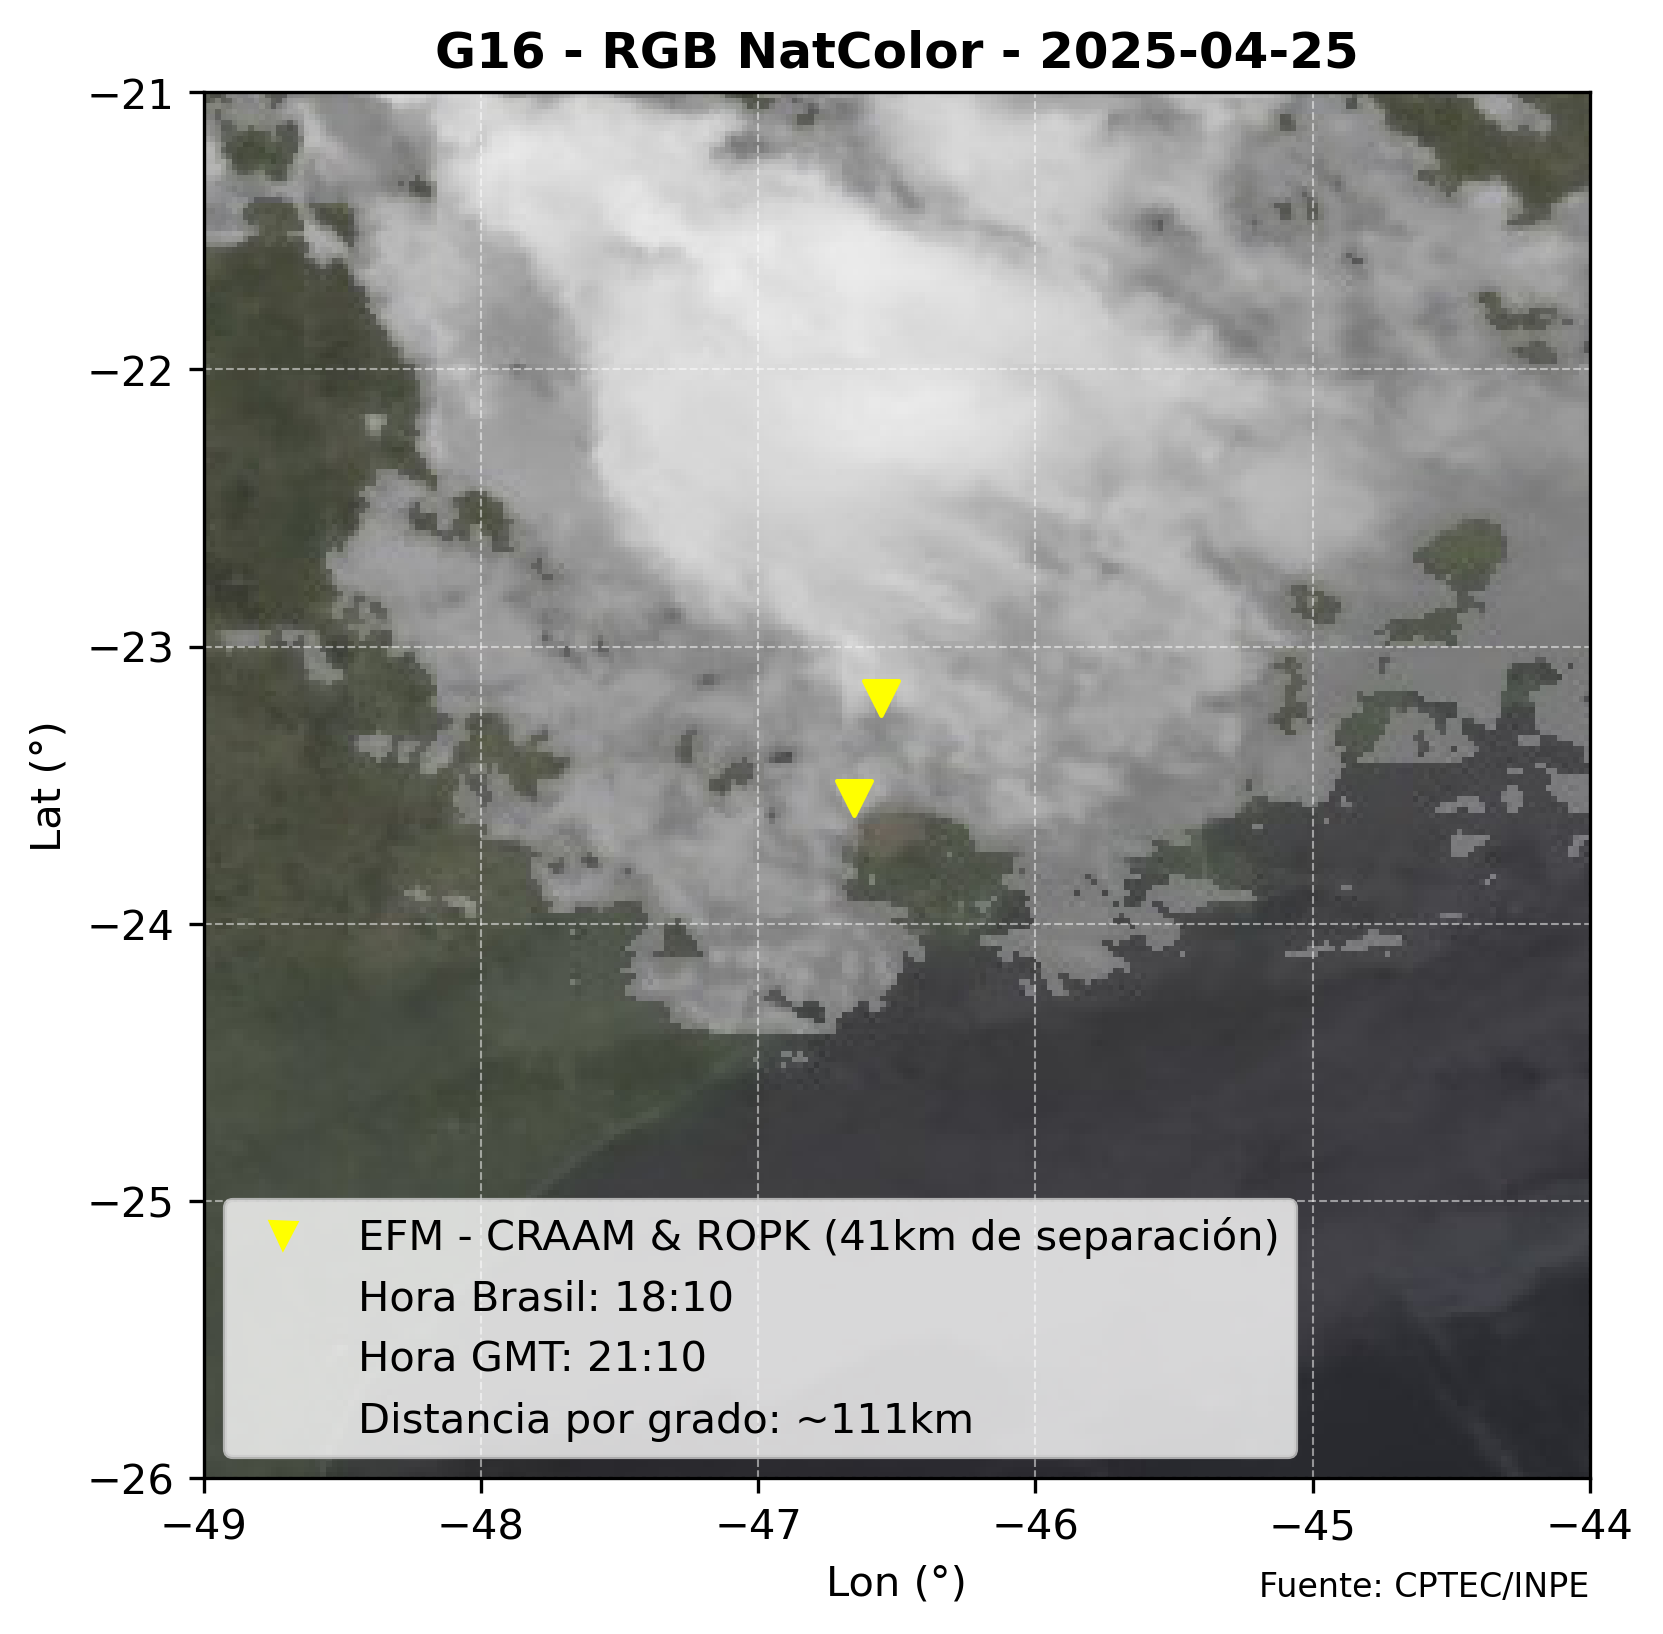 G16 - RGB NatColor - 2025-04-25
−21
−22
−23
−24
−25
−26
Lat (°)
EFM - CRAAM & ROPK (41km de separación)
Hora Brasil: 18:10
Hora GMT: 21:10
Distancia por grado: ~111km
−49 −48 −47 −46 −45 −44
Lon (°)
Fuente: CPTEC/INPE